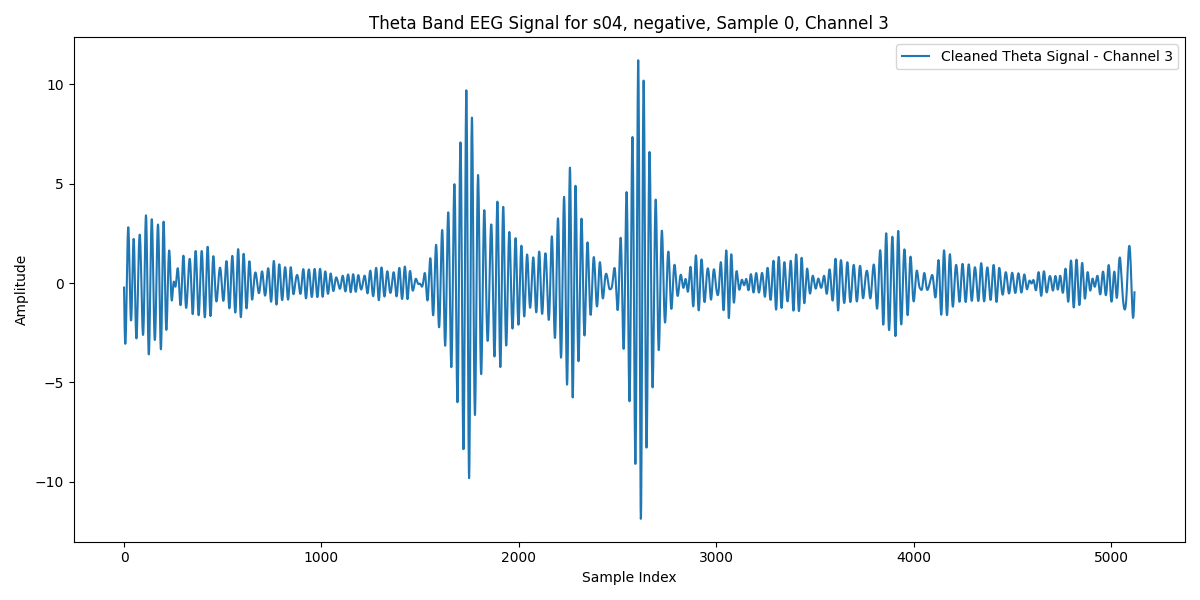 Theta Band EEG Signal for s04, negative, Sample 0, Channel 3
Cleaned Theta Signal - Channel 3
Amplitude
10
5
0
−5
−10
0 1000 2000 3000 4000 5000
Sample Index